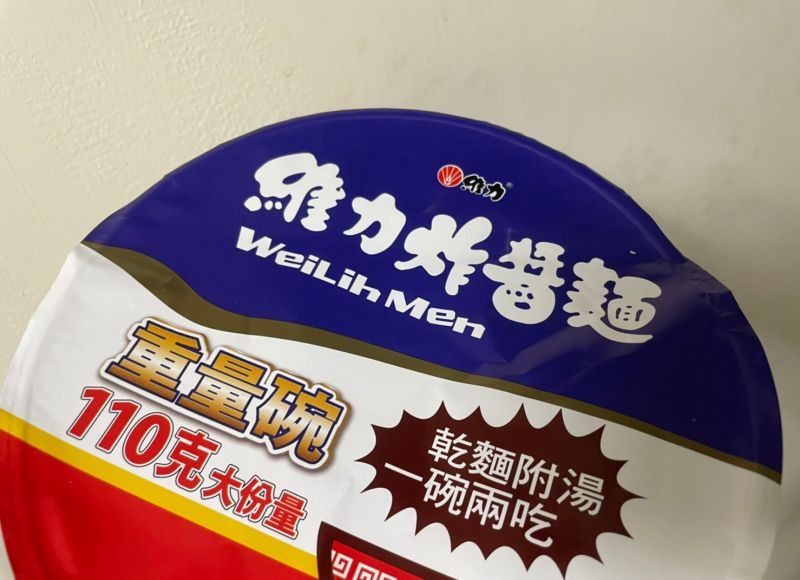 維力®
維力炸醬麵
WeiLih Men
重量碗
110克大份量
乾麵附湯
一碗兩吃